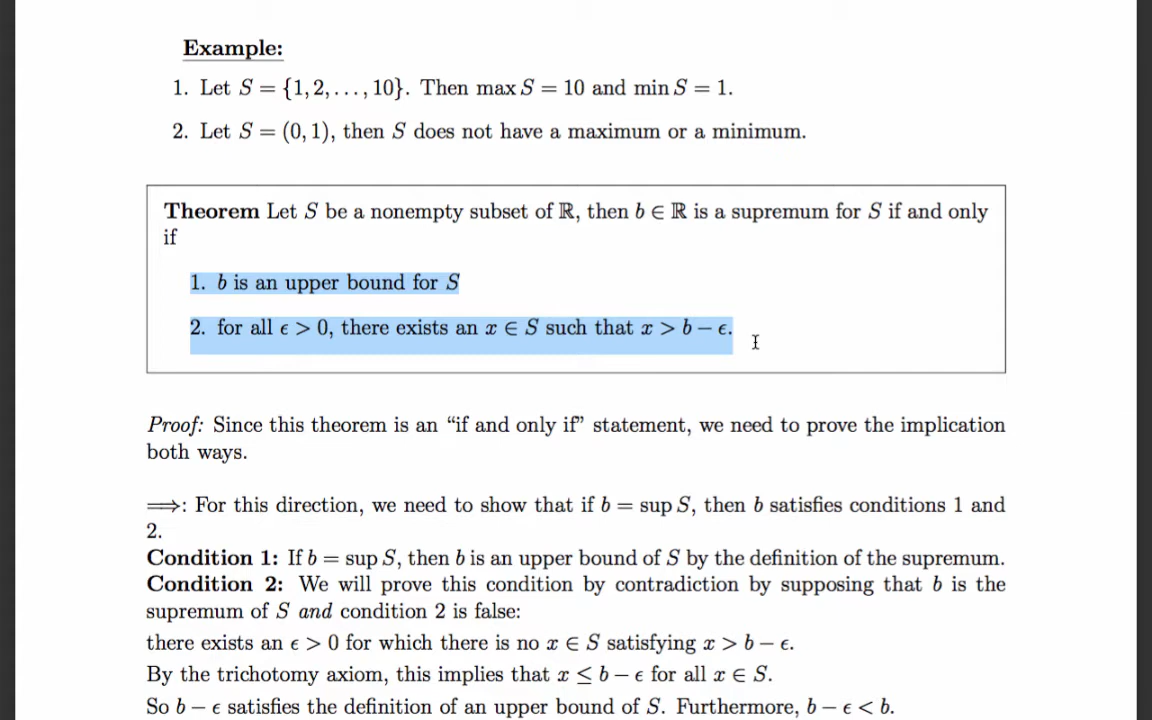 Example:
1. Let S = {1, 2, . . . , 10}. Then max S = 10 and min S = 1.
2. Let S = (0, 1), then S does not have a maximum or a minimum.
Theorem Let S be a nonempty subset of ℝ, then b ∈ ℝ is a supremum for S if and only
if
1. b is an upper bound for S
2. for all ϵ > 0, there exists an x ∈ S such that x > b − ϵ.
Proof: Since this theorem is an “if and only if” statement, we need to prove the implication
both ways.
⟹: For this direction, we need to show that if b = sup S, then b satisfies conditions 1 and
2.
Condition 1: If b = sup S, then b is an upper bound of S by the definition of the supremum.
Condition 2: We will prove this condition by contradiction by supposing that b is the
supremum of S and condition 2 is false:
there exists an ϵ > 0 for which there is no x ∈ S satisfying x > b − ϵ.
By the trichotomy axiom, this implies that x ≤ b − ϵ for all x ∈ S.
So b − ϵ satisfies the definition of an upper bound of S. Furthermore, b − ϵ < b.